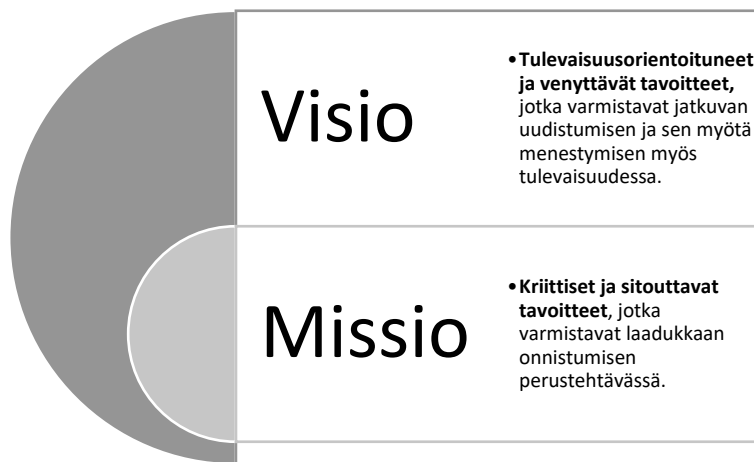 Visio
•Tulevaisuusorientoituneet
ja venyttävät tavoitteet,
jotka varmistavat jatkuvan
uudistumisen ja sen myötä
menestymisen myös
tulevaisuudessa.
Missio
•Kriittiset ja sitouttavat
tavoitteet, jotka
varmistavat laadukkaan
onnistumisen
perustehtävässä.